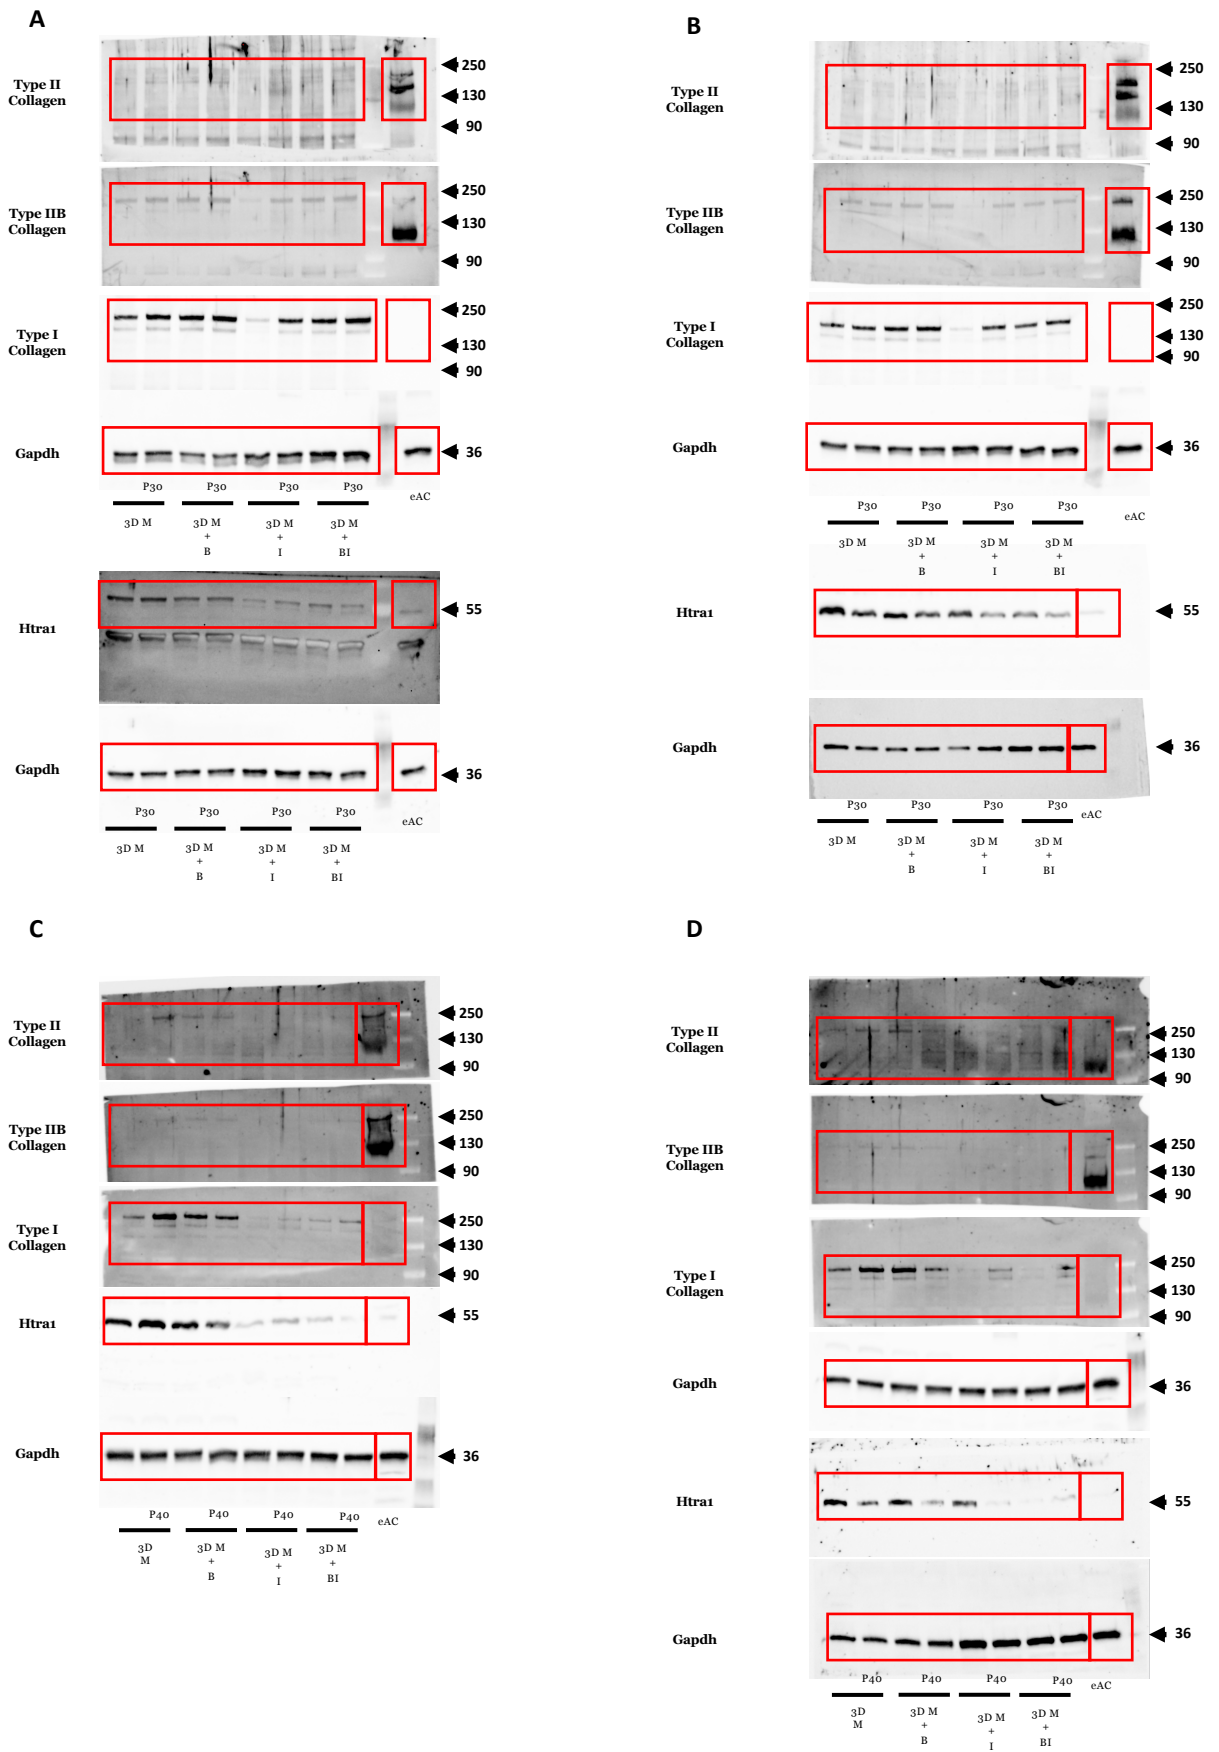 A
Type II
Collagen
250
130
90
Type IIB
Collagen
250
130
90
Type I
Collagen
250
130
90
Gapdh
36
P30 P30 P30 P30
eAC
3D M 3D M 3D M 3D M
+ + +
B I BI
Htra1
55
Gapdh
36
P30 P30 P30 P30
eAC
3D M 3D M 3D M 3D M
+ + +
B I BI
B
Type II
Collagen
250
130
90
Type IIB
Collagen
250
130
90
Type I
Collagen
250
130
90
Gapdh
36
P30 P30 P30 P30
eAC
3D M 3D M 3D M 3D M
+ + +
B I BI
Htra1
55
Gapdh
36
P30 P30 P30 P30 eAC
3D M 3D M 3D M 3D M
+ + +
B I BI
C
Type II
Collagen
250
130
90
Type IIB
Collagen
250
130
90
Type I
Collagen
250
130
90
Htra1
55
Gapdh
36
P40 P40 P40 P40 eAC
3D 3D M 3D M 3D M
M + + +
B I BI
D
Type II
Collagen
250
130
90
Type IIB
Collagen
250
130
90
Type I
Collagen
250
130
90
Gapdh
36
Htra1
55
Gapdh
36
P40 P40 P40 P40 eAC
3D 3D M 3D M 3D M
M + + +
B I BI